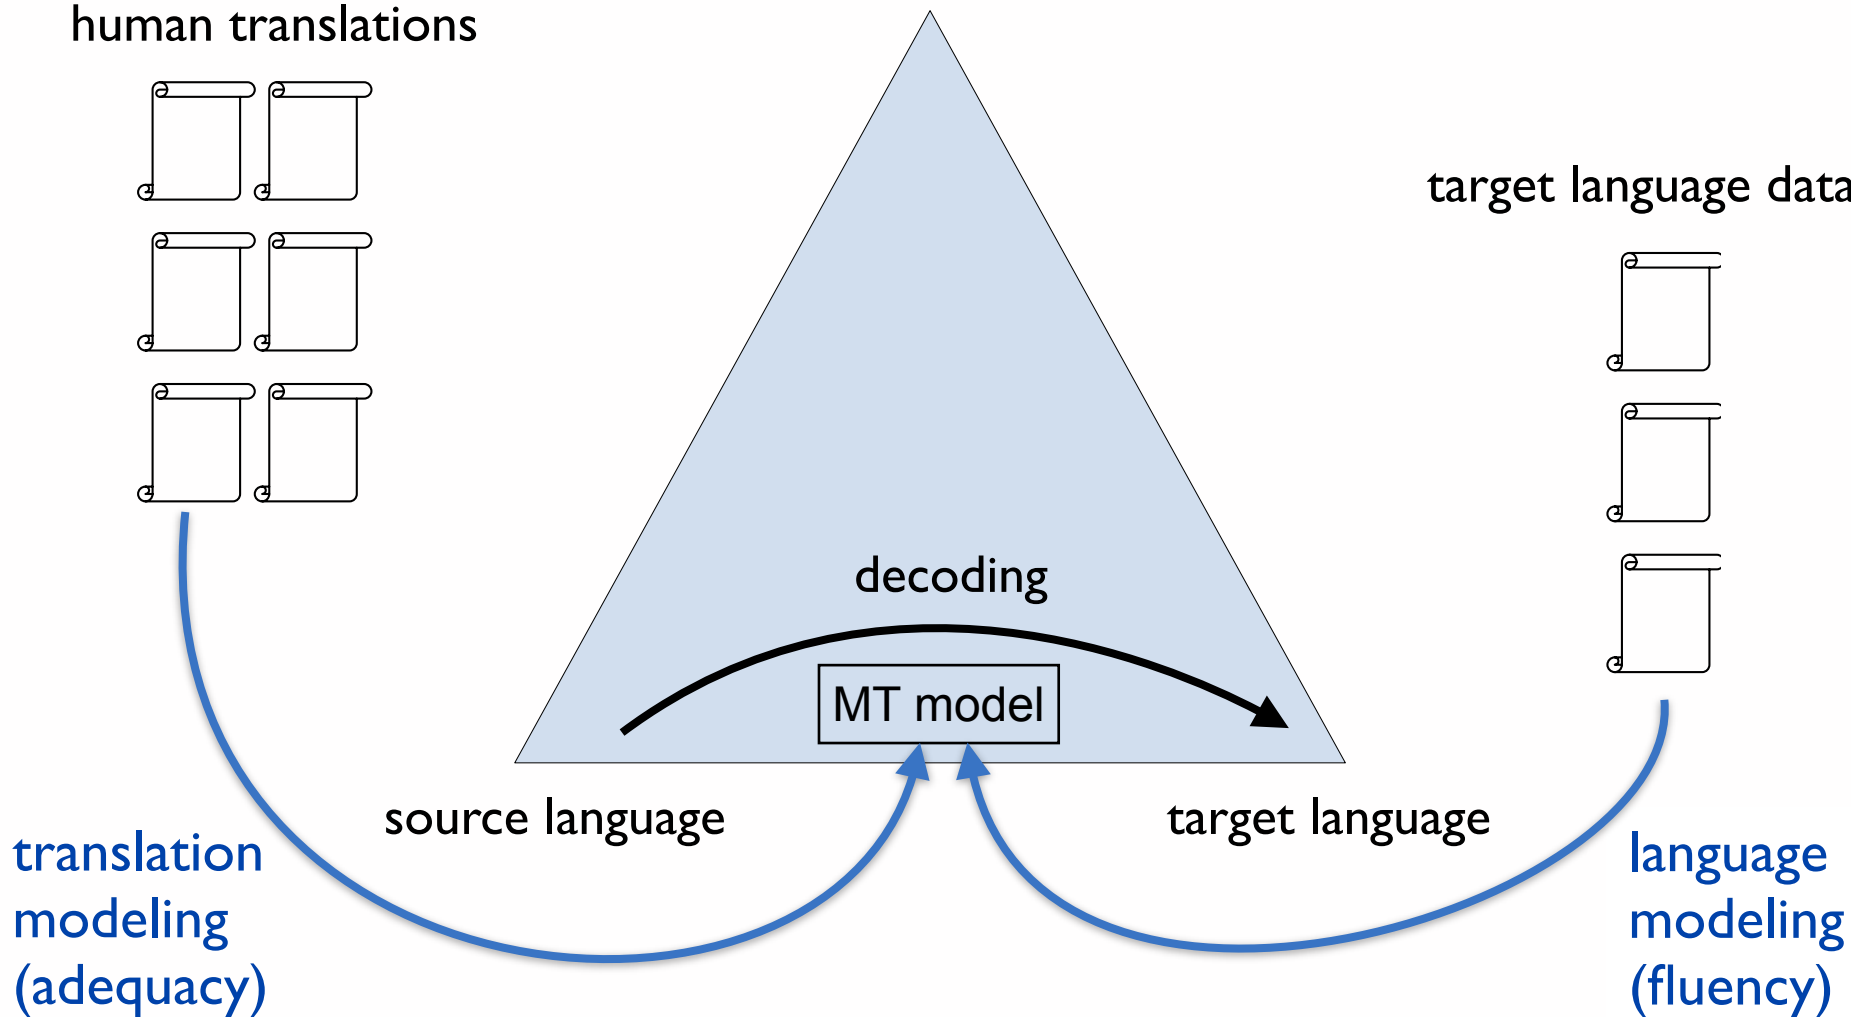 human translations
target language data
decoding
MT model
source language
target language
translation
modeling
(adequacy)
language
modeling
(fluency)